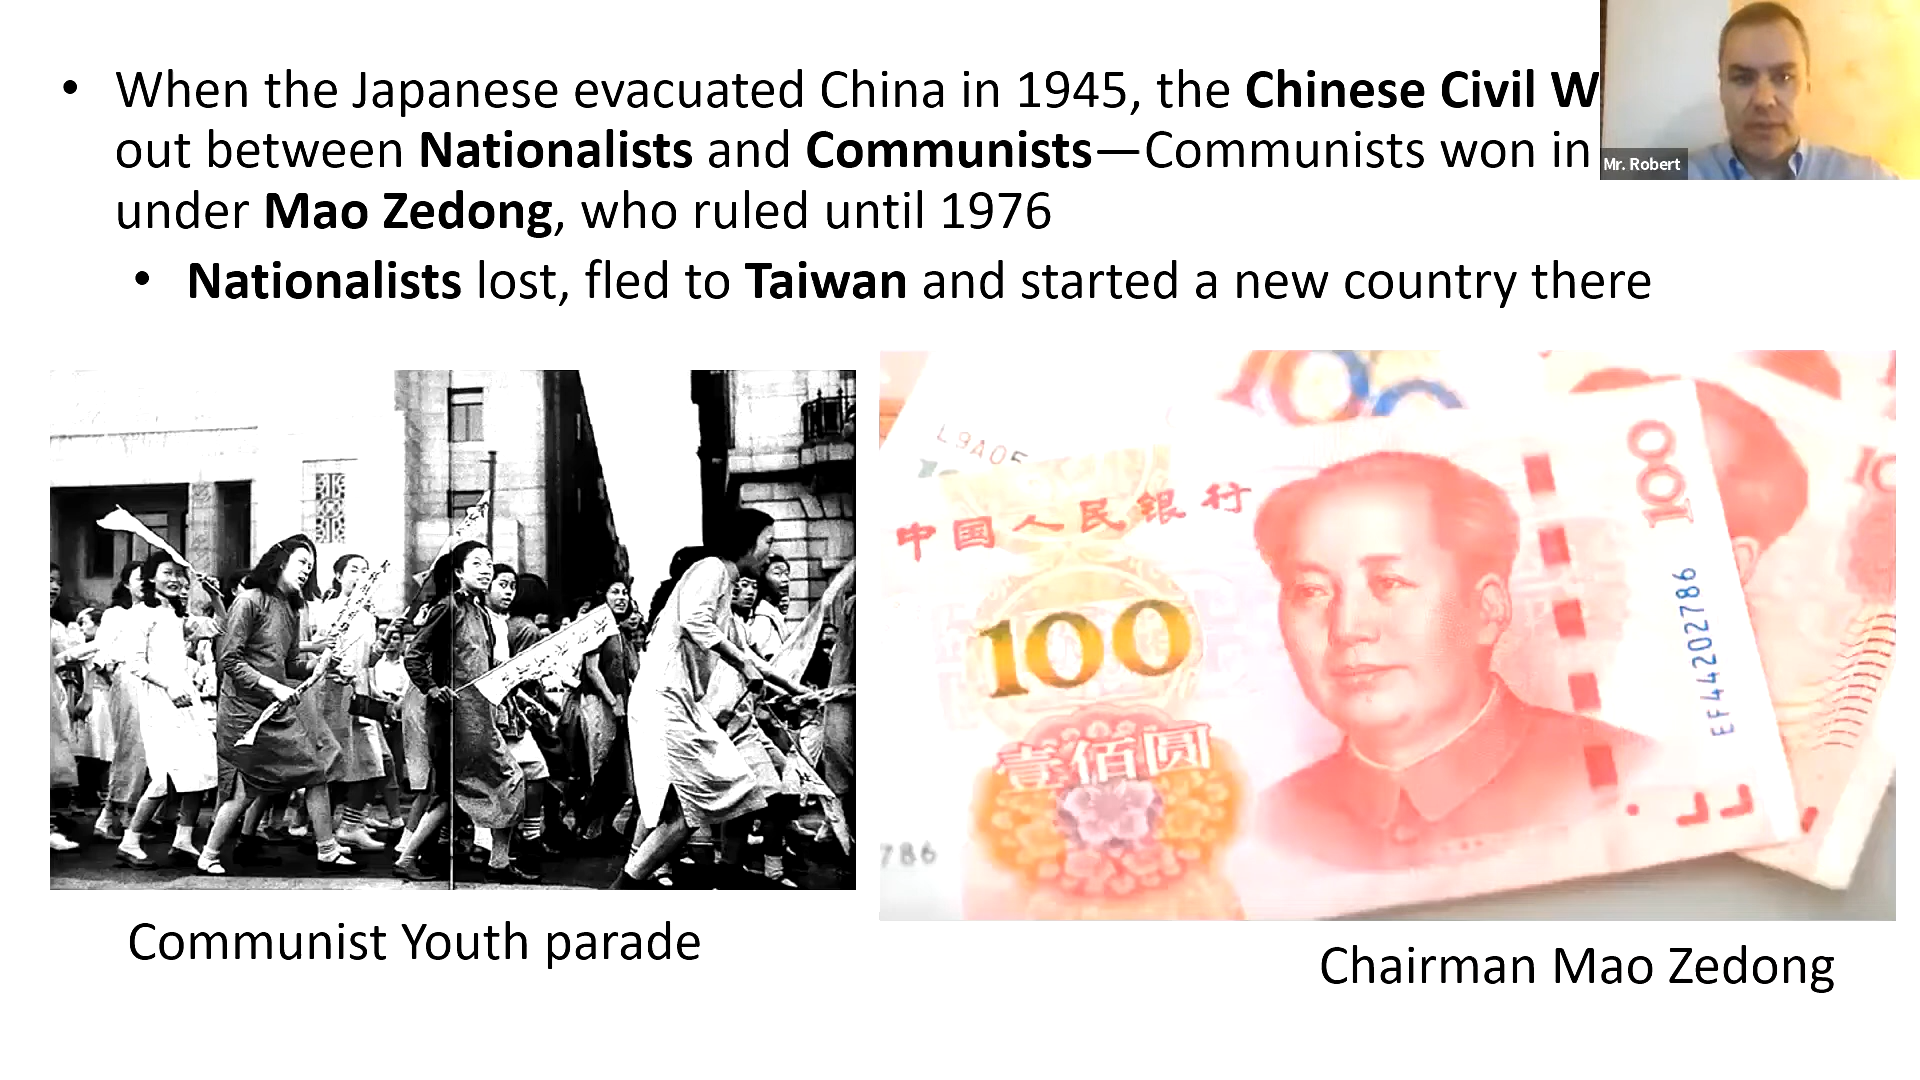 • When the Japanese evacuated China in 1945, the Chinese Civil W
out between Nationalists and Communists—Communists won in
under Mao Zedong, who ruled until 1976
• Nationalists lost, fled to Taiwan and started a new country there
Mr. Robert
L9A05
100
中国人民银行
100
壹佰圆
EF44202786
786
Communist Youth parade
Chairman Mao Zedong